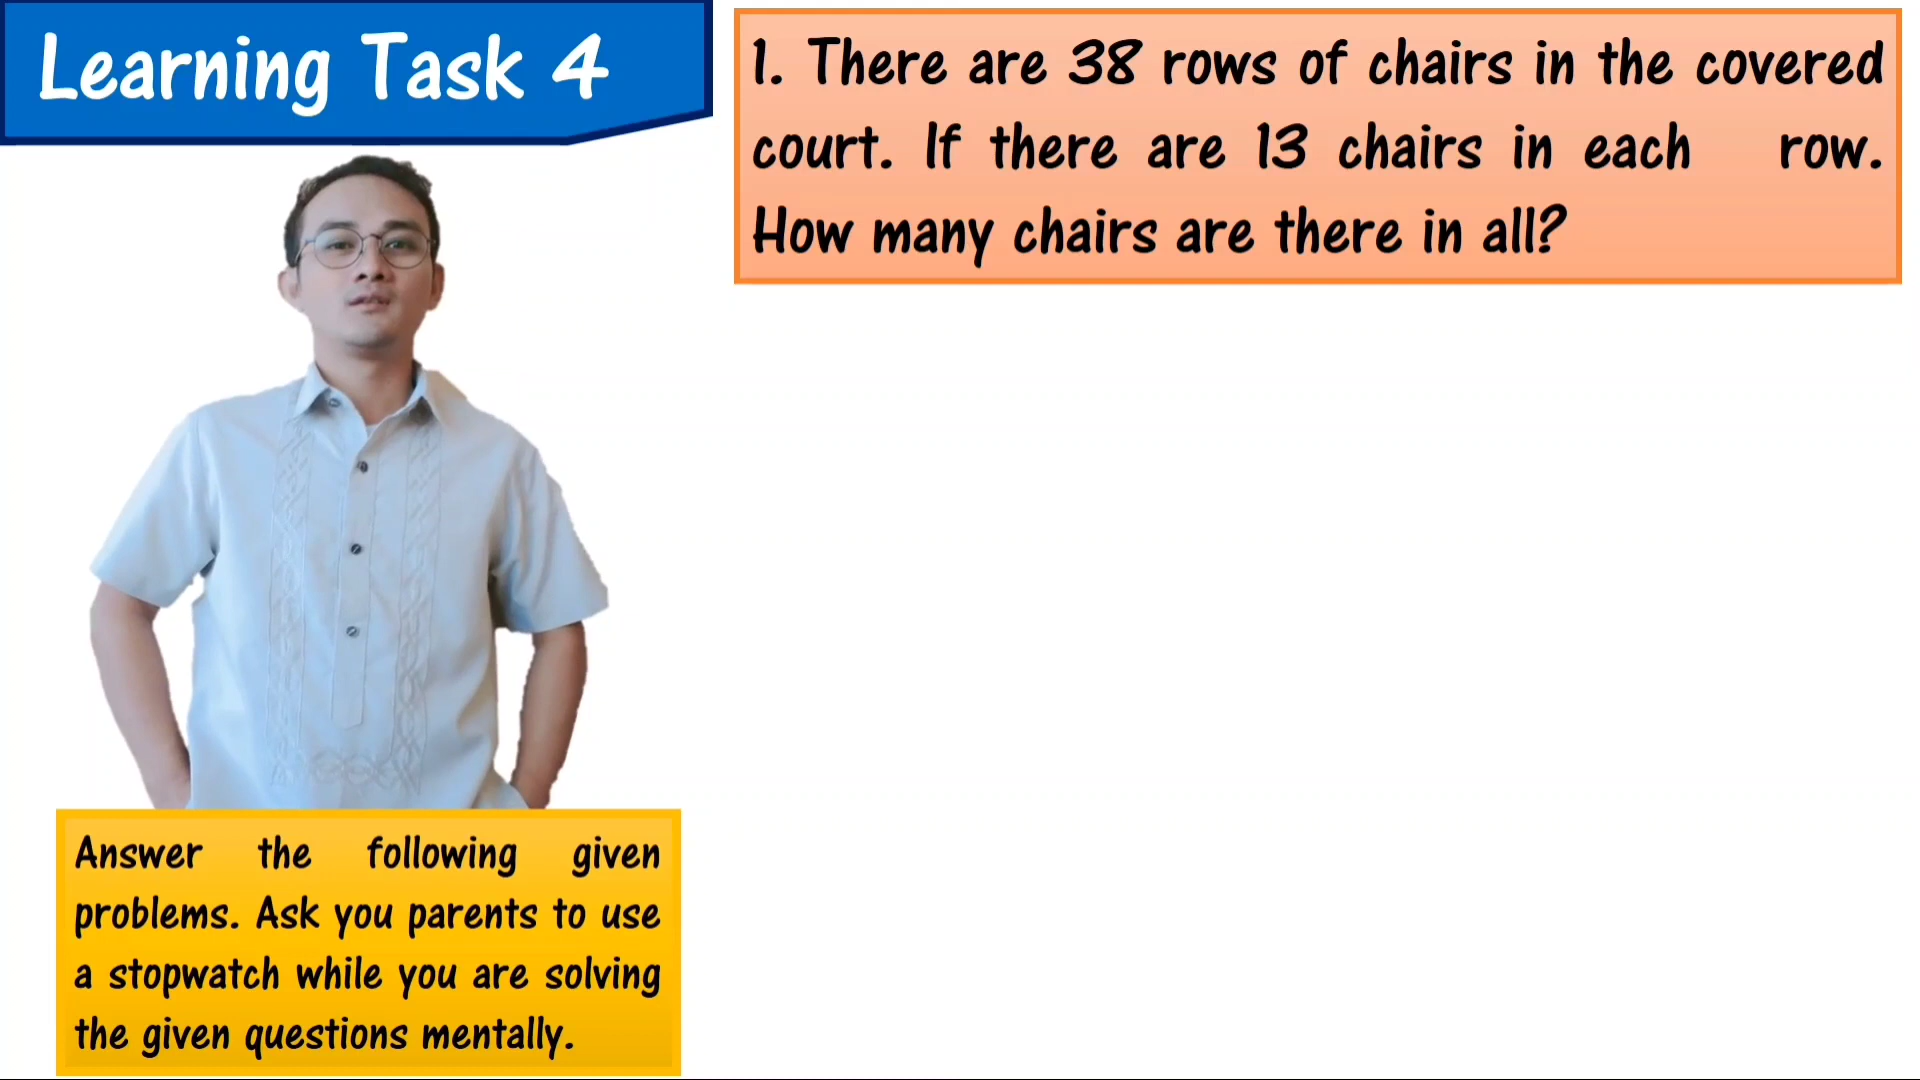 Learning Task 4
1. There are 38 rows of chairs in the covered
court. If there are 13 chairs in each row.
How many chairs are there in all?
Answer the following given
problems. Ask you parents to use
a stopwatch while you are solving
the given questions mentally.